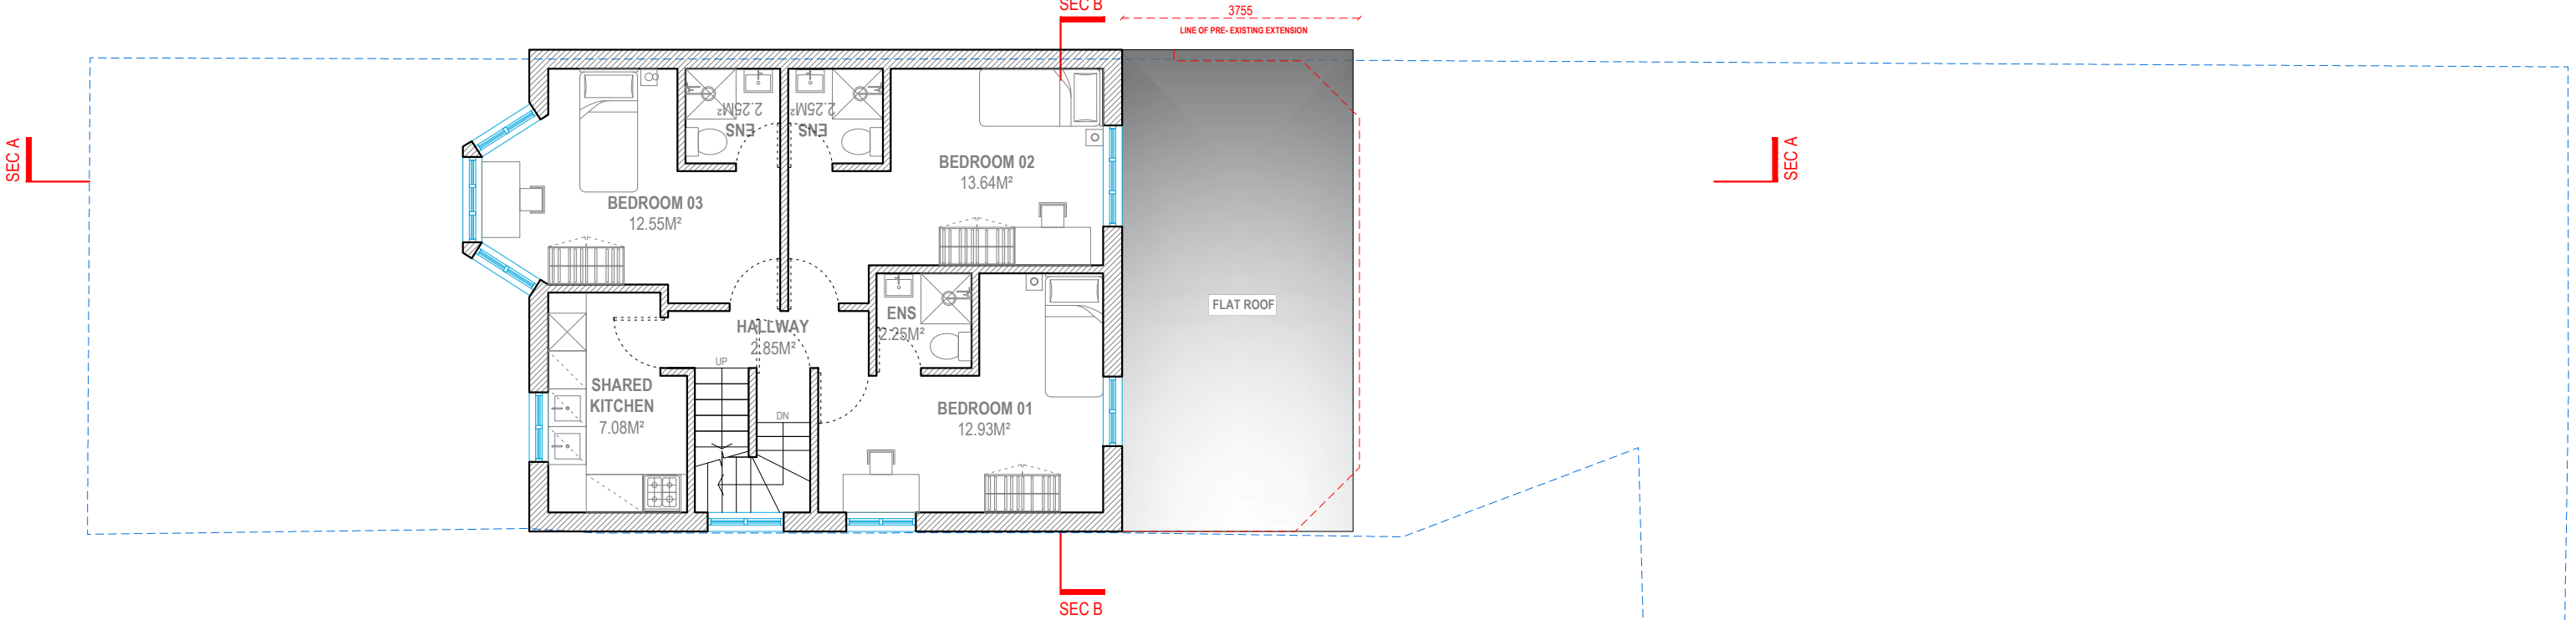 SEC B
3755
LINE OF PRE- EXISTING EXTENSION
SEC A
SEC A
2.25M²
ENS
2.25M²
ENS
BEDROOM 02
13.64M²
BEDROOM 03
12.55M²
FLAT ROOF
ENS
2.25M²
HALLWAY
2.85M²
UP
SHARED
KITCHEN
7.08M²
DN
BEDROOM 01
12.93M²
SEC B